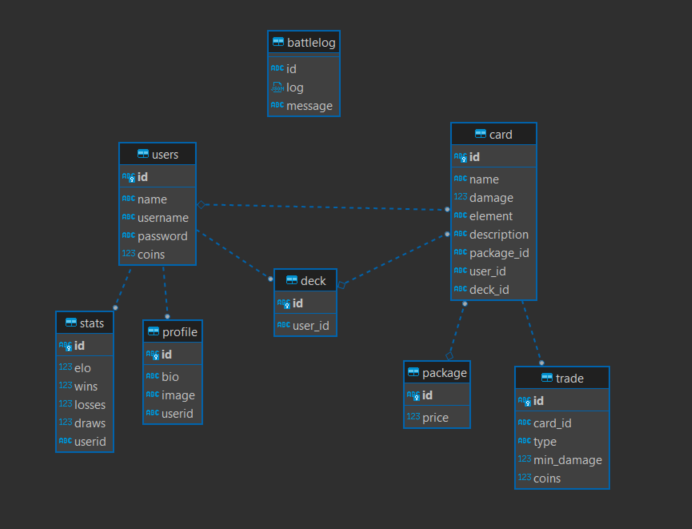 battlelog
id
log
message
users
id
name
username
password
coins
card
id
name
damage
element
description
package_id
user_id
deck_id
deck
id
user_id
stats
id
elo
wins
losses
draws
userid
profile
id
bio
image
userid
package
id
price
trade
id
card_id
type
min_damage
coins